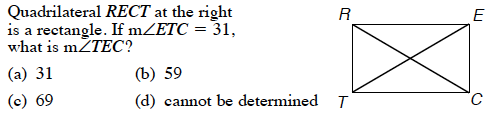 Quadrilateral RECT at the right
is a rectangle. If m∠ETC = 31,
what is m∠TEC?
(a) 31 (b) 59
(c) 69 (d) cannot be determined
R E
T C